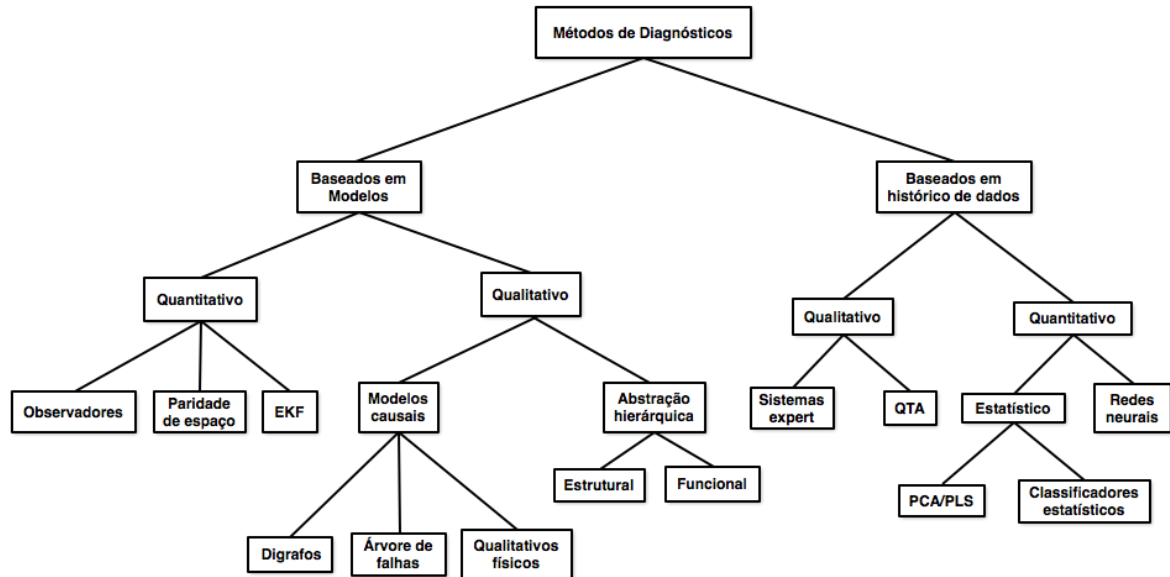 Métodos de Diagnósticos
Baseados em
Modelos
Baseados em
histórico de dados
Quantitativo
Qualitativo
Qualitativo
Quantitativo
Observadores
Paridade
de espaço
EKF
Modelos
causais
Abstração
hierárquica
Sistemas
expert
QTA
Estatístico
Redes
neurais
Estrutural
Funcional
PCA/PLS
Classificadores
estatísticos
Digrafos
Árvore de
falhas
Qualitativos
físicos